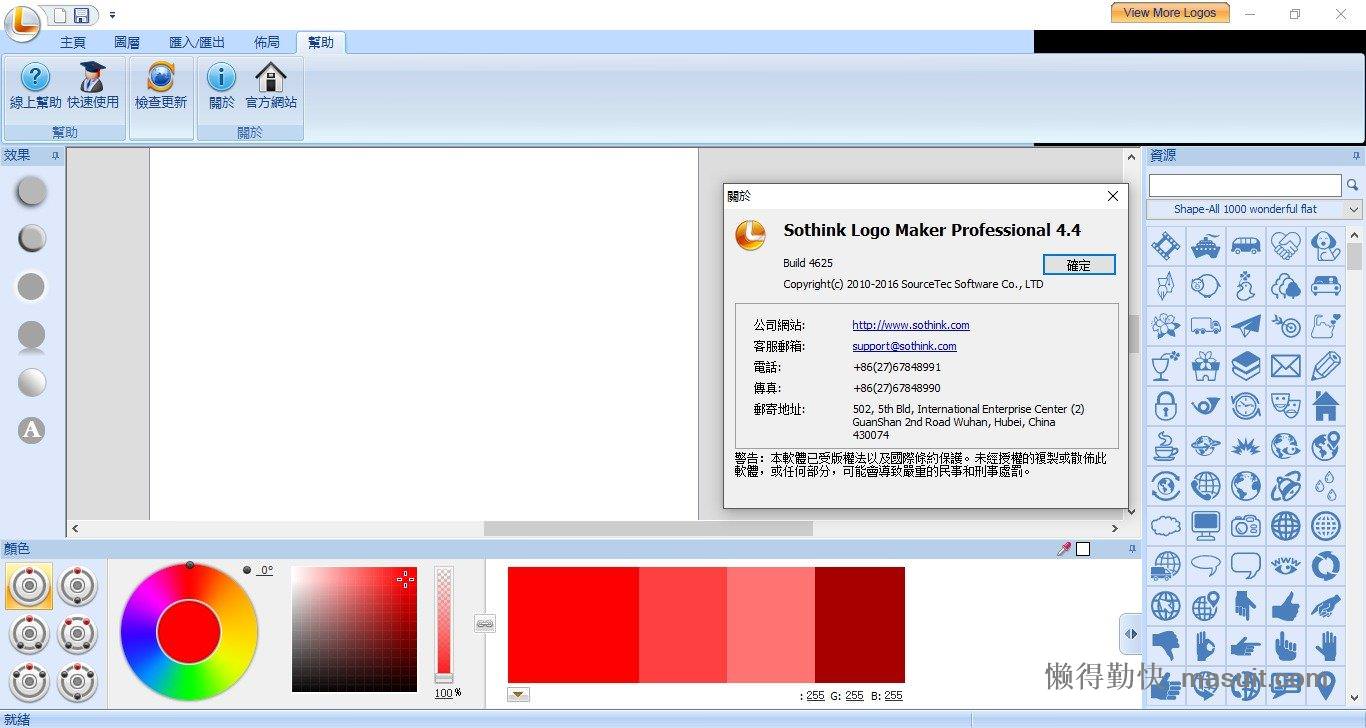 View More Logos
主頁 圖層 匯入/匯出 佈局 幫助
線上幫助 快速使用 檢查更新 關於 官方網站
幫助 關於
效果
資源
Shape-All 1000 wonderful flat
關於
Sothink Logo Maker Professional 4.4
Build 4625
確定
Copyright(c) 2010-2016 SourceTec Software Co., LTD
公司網站: http://www.sothink.com
客服郵箱: support@sothink.com
電話: +86(27)67848991
傳真: +86(27)67848990
郵寄地址: 502, 5th Bld, International Enterprise Center (2)
GuanShan 2nd Road Wuhan, Hubei, China
430074
警告: 本軟體已受版權法以及國際條約保護。未經授權的複製或散佈此
軟體，或任何部分，可能會導致嚴重的民事和刑事處罰。
顏色
0°
100 %
: 255 G: 255 B: 255
懒得勤快_masuit.com
就緒